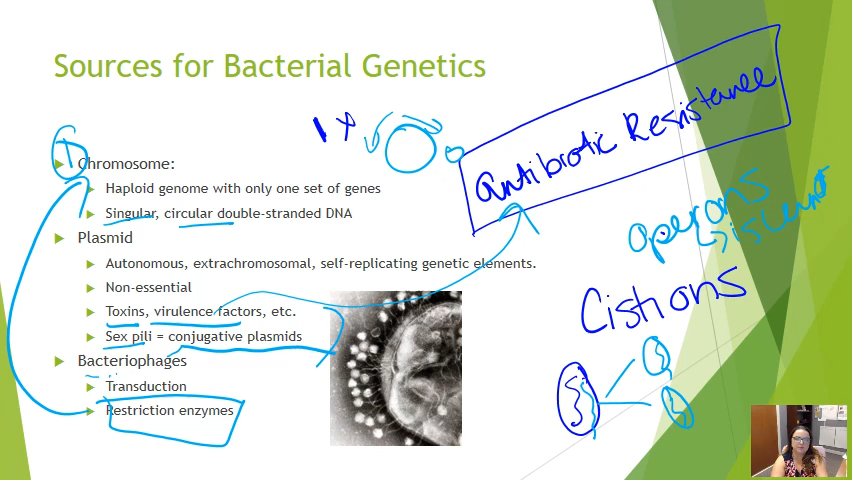 Sources for Bacterial Genetics
1 x
Antibiotic Resistance
1
Chromosome:
Haploid genome with only one set of genes
Singular, circular double-stranded DNA
operons
Plasmid
Autonomous, extrachromosomal, self-replicating genetic elements.
Non-essential
Cistrons
Toxins, virulence factors, etc.
Sex pili = conjugative plasmids
Bacteriophages
Transduction
Restriction enzymes